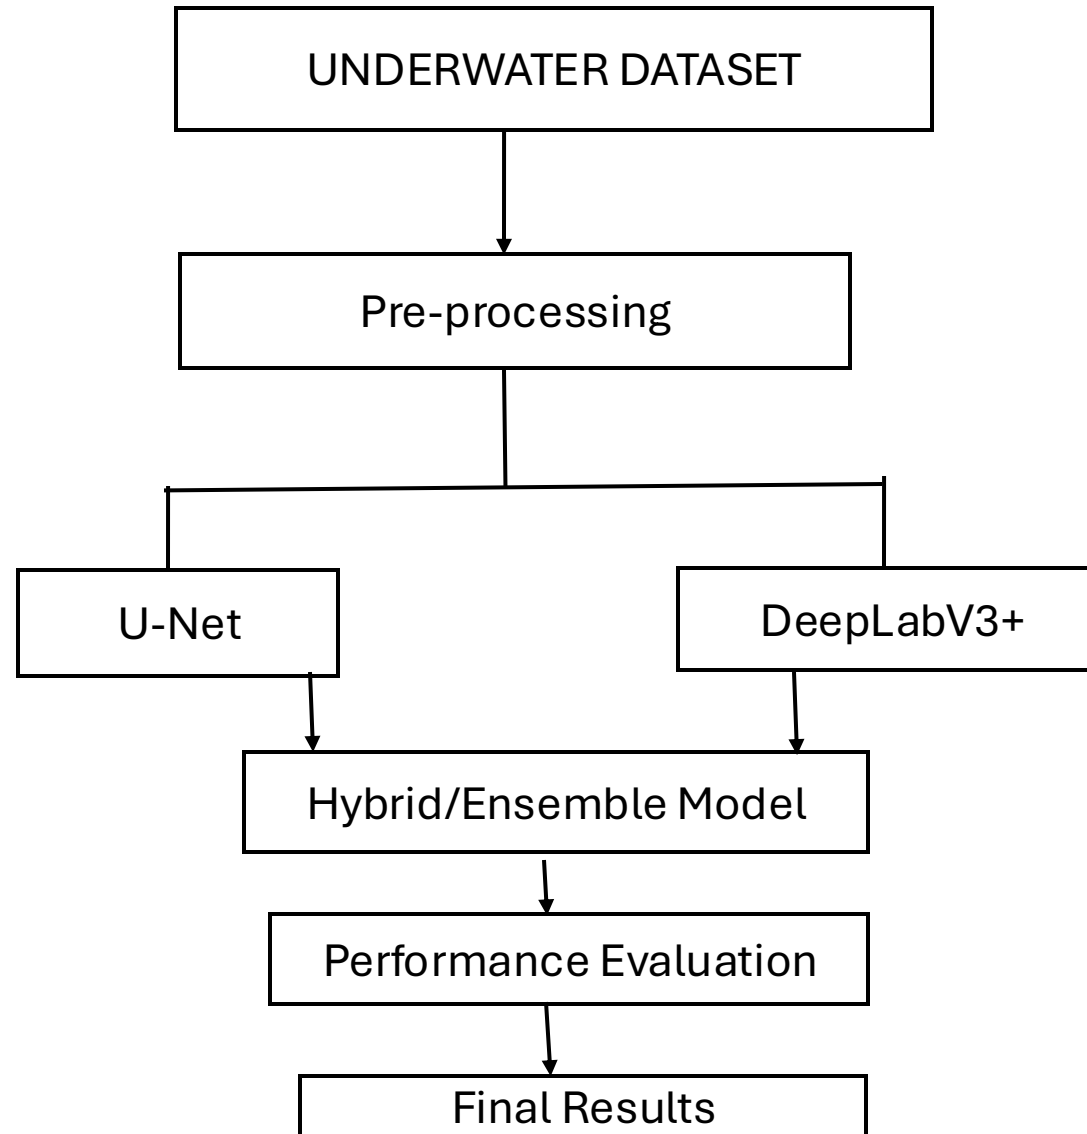 UNDERWATER DATASET
Pre-processing
U-Net
DeepLabV3+
Hybrid/Ensemble Model
Performance Evaluation
Final Results